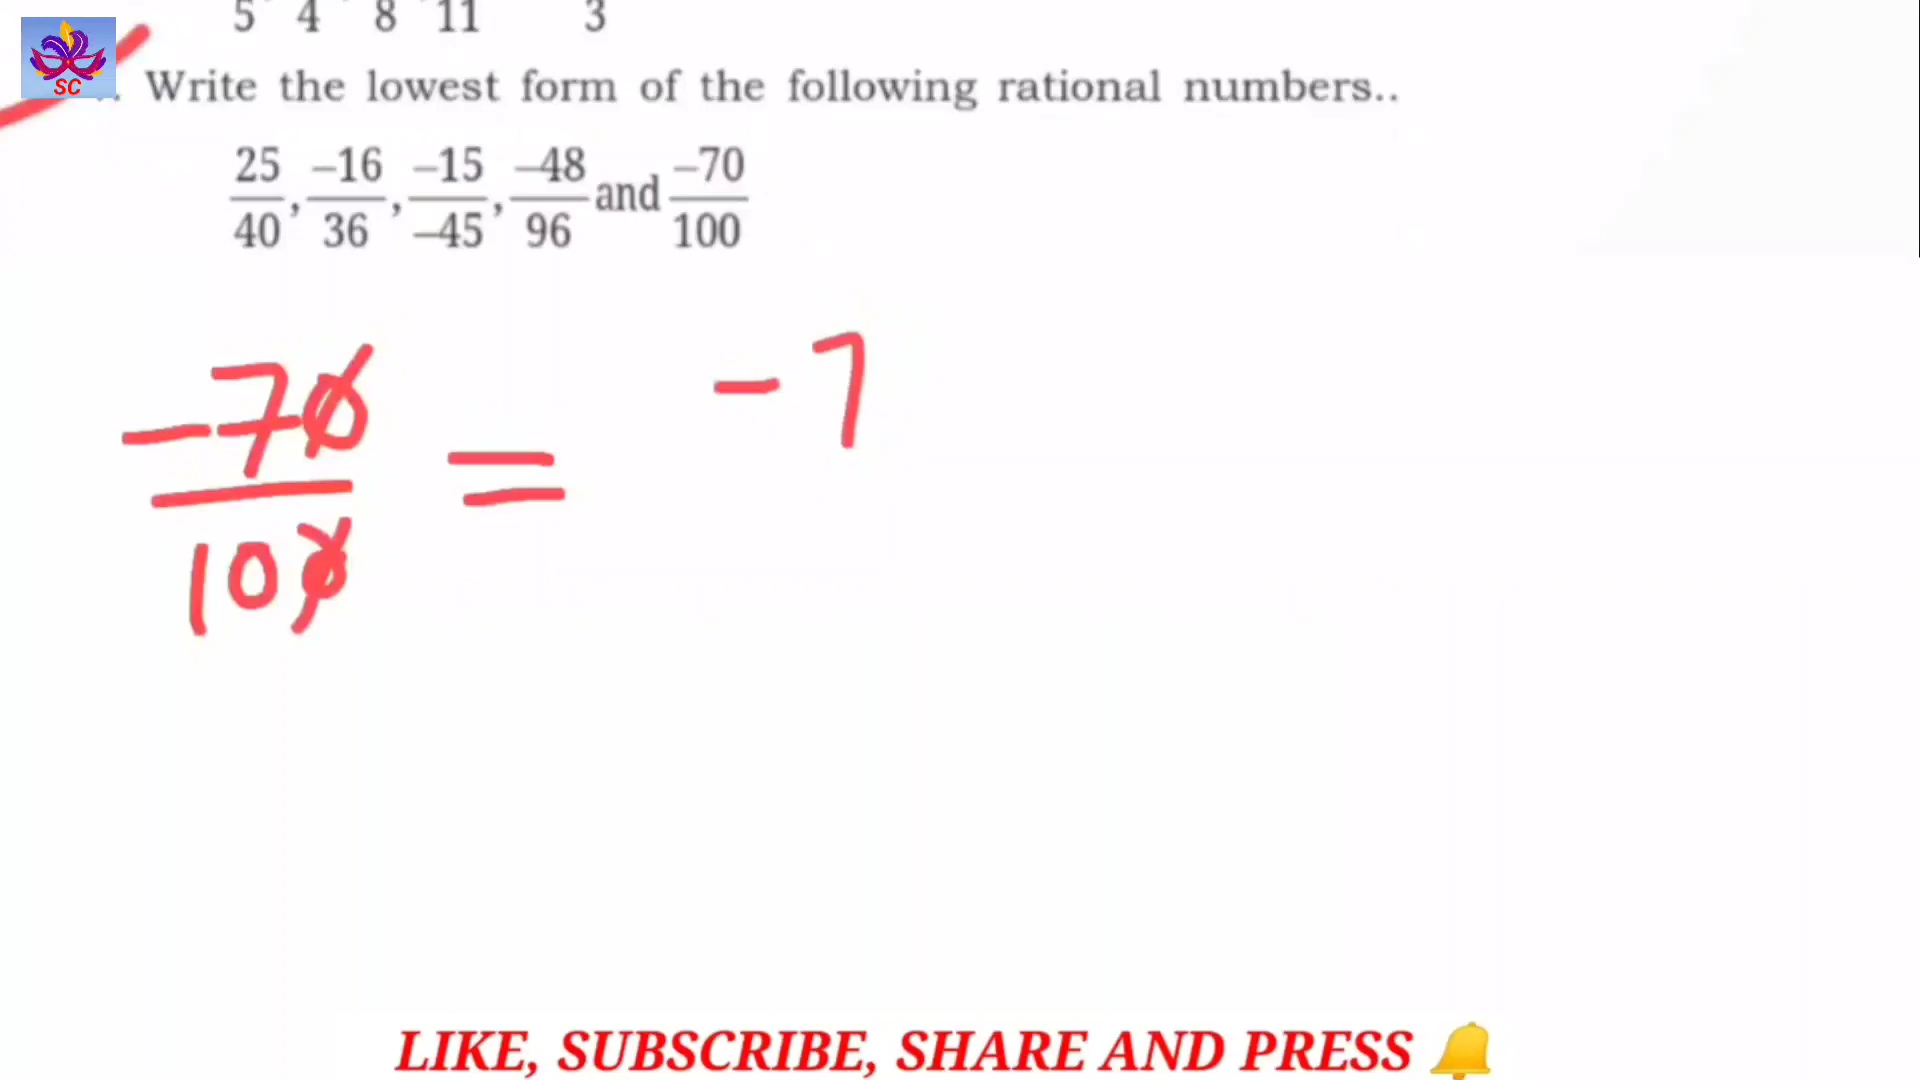 5 4 8 11 3
SC
Write the lowest form of the following rational numbers..
25/40, –16/36, –15/–45, –48/96 and –70/100
–70/100 = –7
LIKE, SUBSCRIBE, SHARE AND PRESS 🔔